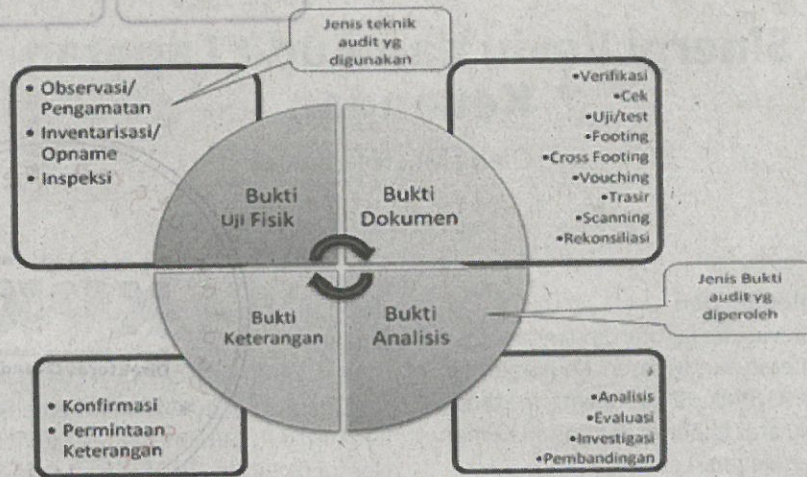 Jenis teknik
audit yg
digunakan
• Observasi/
Pengamatan
• Inventarisasi/
Opname
• Inspeksi
•Verifikasi
•Cek
•Uji/test
•Footing
•Cross Footing
•Vouching
•Trasir
•Scanning
•Rekonsiliasi
Bukti
Uji Fisik
Bukti
Dokumen
Bukti
Keterangan
Bukti
Analisis
Jenis Bukti
audit yg
diperoleh
• Konfirmasi
• Permintaan
Keterangan
•Analisis
•Evaluasi
•Investigasi
•Pembandingan